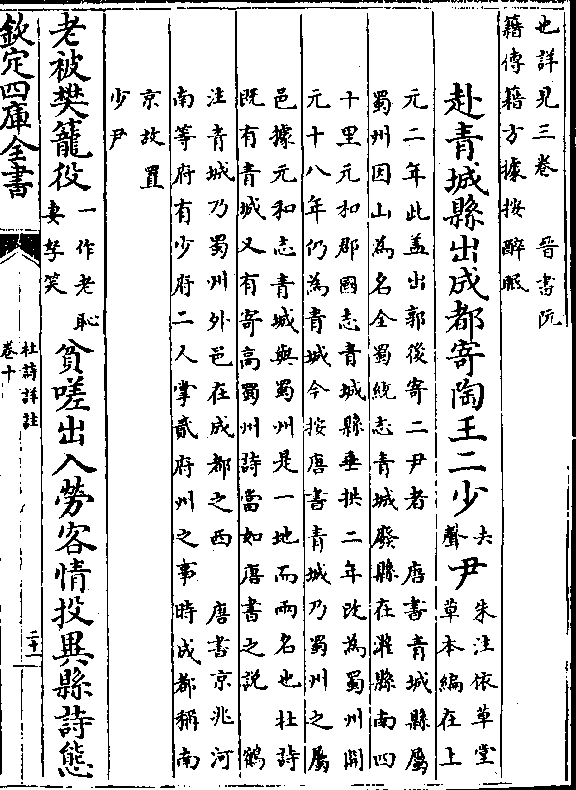 也詳見三卷　晉書阮
籍傳籍方據按醉眠
赴青城縣出成都寄陶王二少去聲尹朱注依草堂草本編在上
元二年此蓋出郭後寄二尹者　唐書青城縣屬
蜀州因山為名全蜀總志青城廢縣在灌縣南四
十里元和郡國志青城縣垂拱二年改為蜀州開
元十八年仍為青城今按唐書青城乃蜀州之屬
邑據元和志青城與蜀州是一地而兩名也杜詩
既有青城又有寄高蜀州詩當如唐書之說　鶴
注青城乃蜀州外邑在成都之西　唐書京兆河
南等府有少府二人掌貳府州之事時成都稱南
京故置
少尹
老被樊籠役一作老恥妻孥笑貧嗟出入勞客情投異縣詩態
欽定四庫全書
杜詩詳註
卷十
二十一